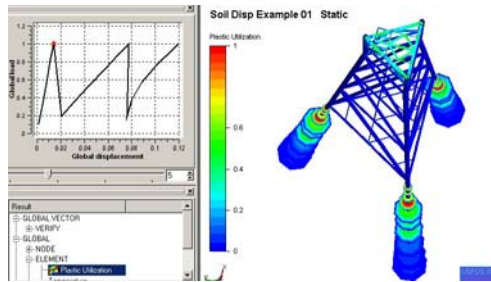 Soil Disp Example 01 Static
Plastic Utilization
1
0.8
0.6
0.4
0.2
0
Global load
1.2
1
0.8
0.6
0.4
0.2
0
0
0.02
0.04
0.06
0.08
0.10
0.12
Global displacement
5
Result
GLOBAL VECTOR
VERIFY
GLOBAL
NODE
ELEMENT
Plastic Utilization